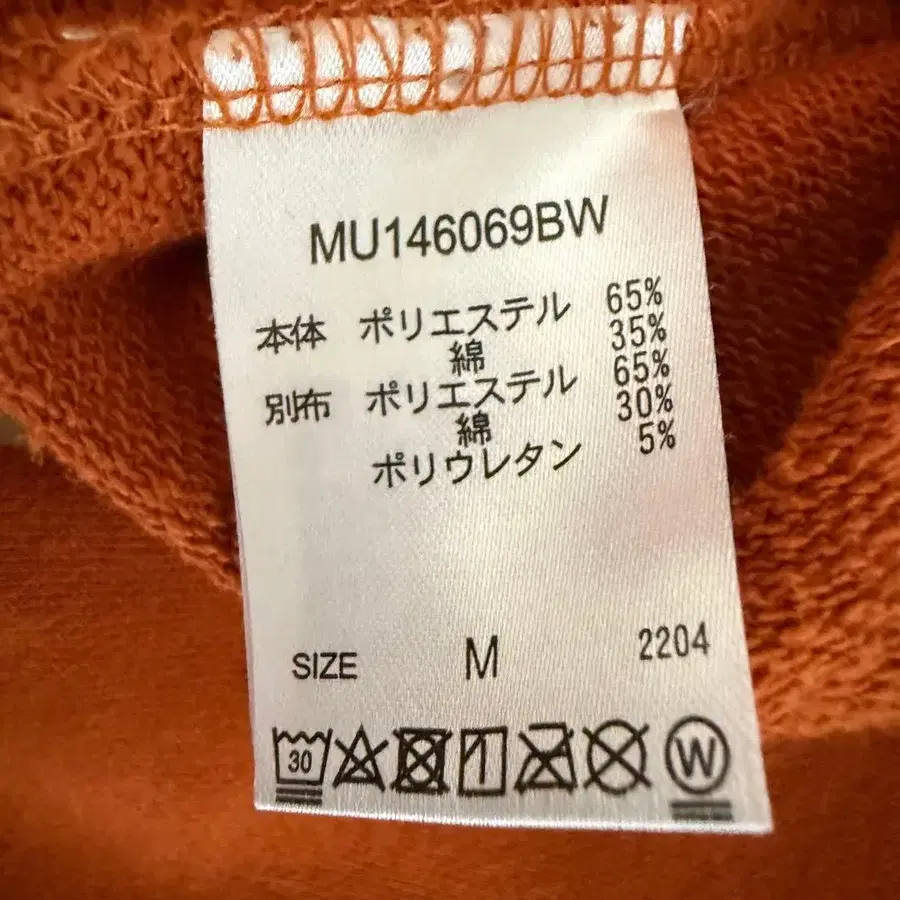 MU146069BW
本体 ポリエステル 65%
綿 35%
別布 ポリエステル 65%
綿 30%
ポリウレタン 5%
SIZE M 2204
30 W